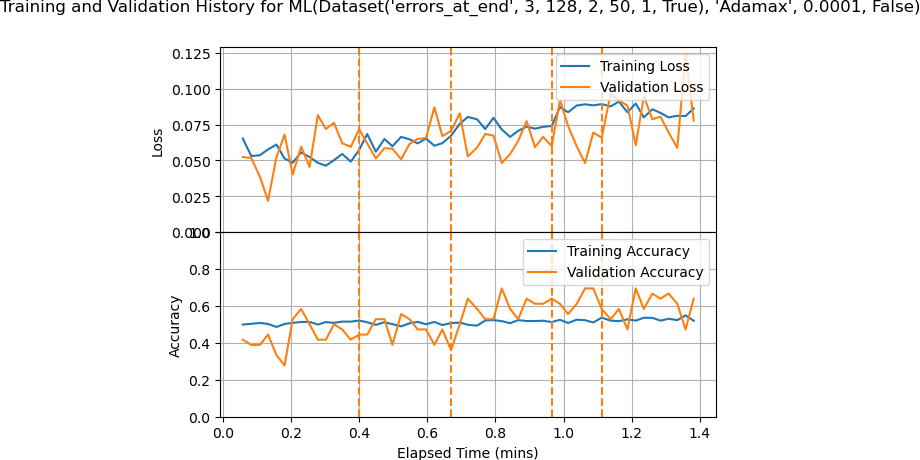 Training and Validation History for ML(Dataset('errors_at_end', 3, 128, 2, 50, 1, True), 'Adamax', 0.0001, False)
0.125
0.100
0.075
0.050
0.025
0.000
Loss
Training Loss
Validation Loss
1.0
0.8
0.6
0.4
0.2
0.0
Accuracy
Training Accuracy
Validation Accuracy
0.0 0.2 0.4 0.6 0.8 1.0 1.2 1.4
Elapsed Time (mins)